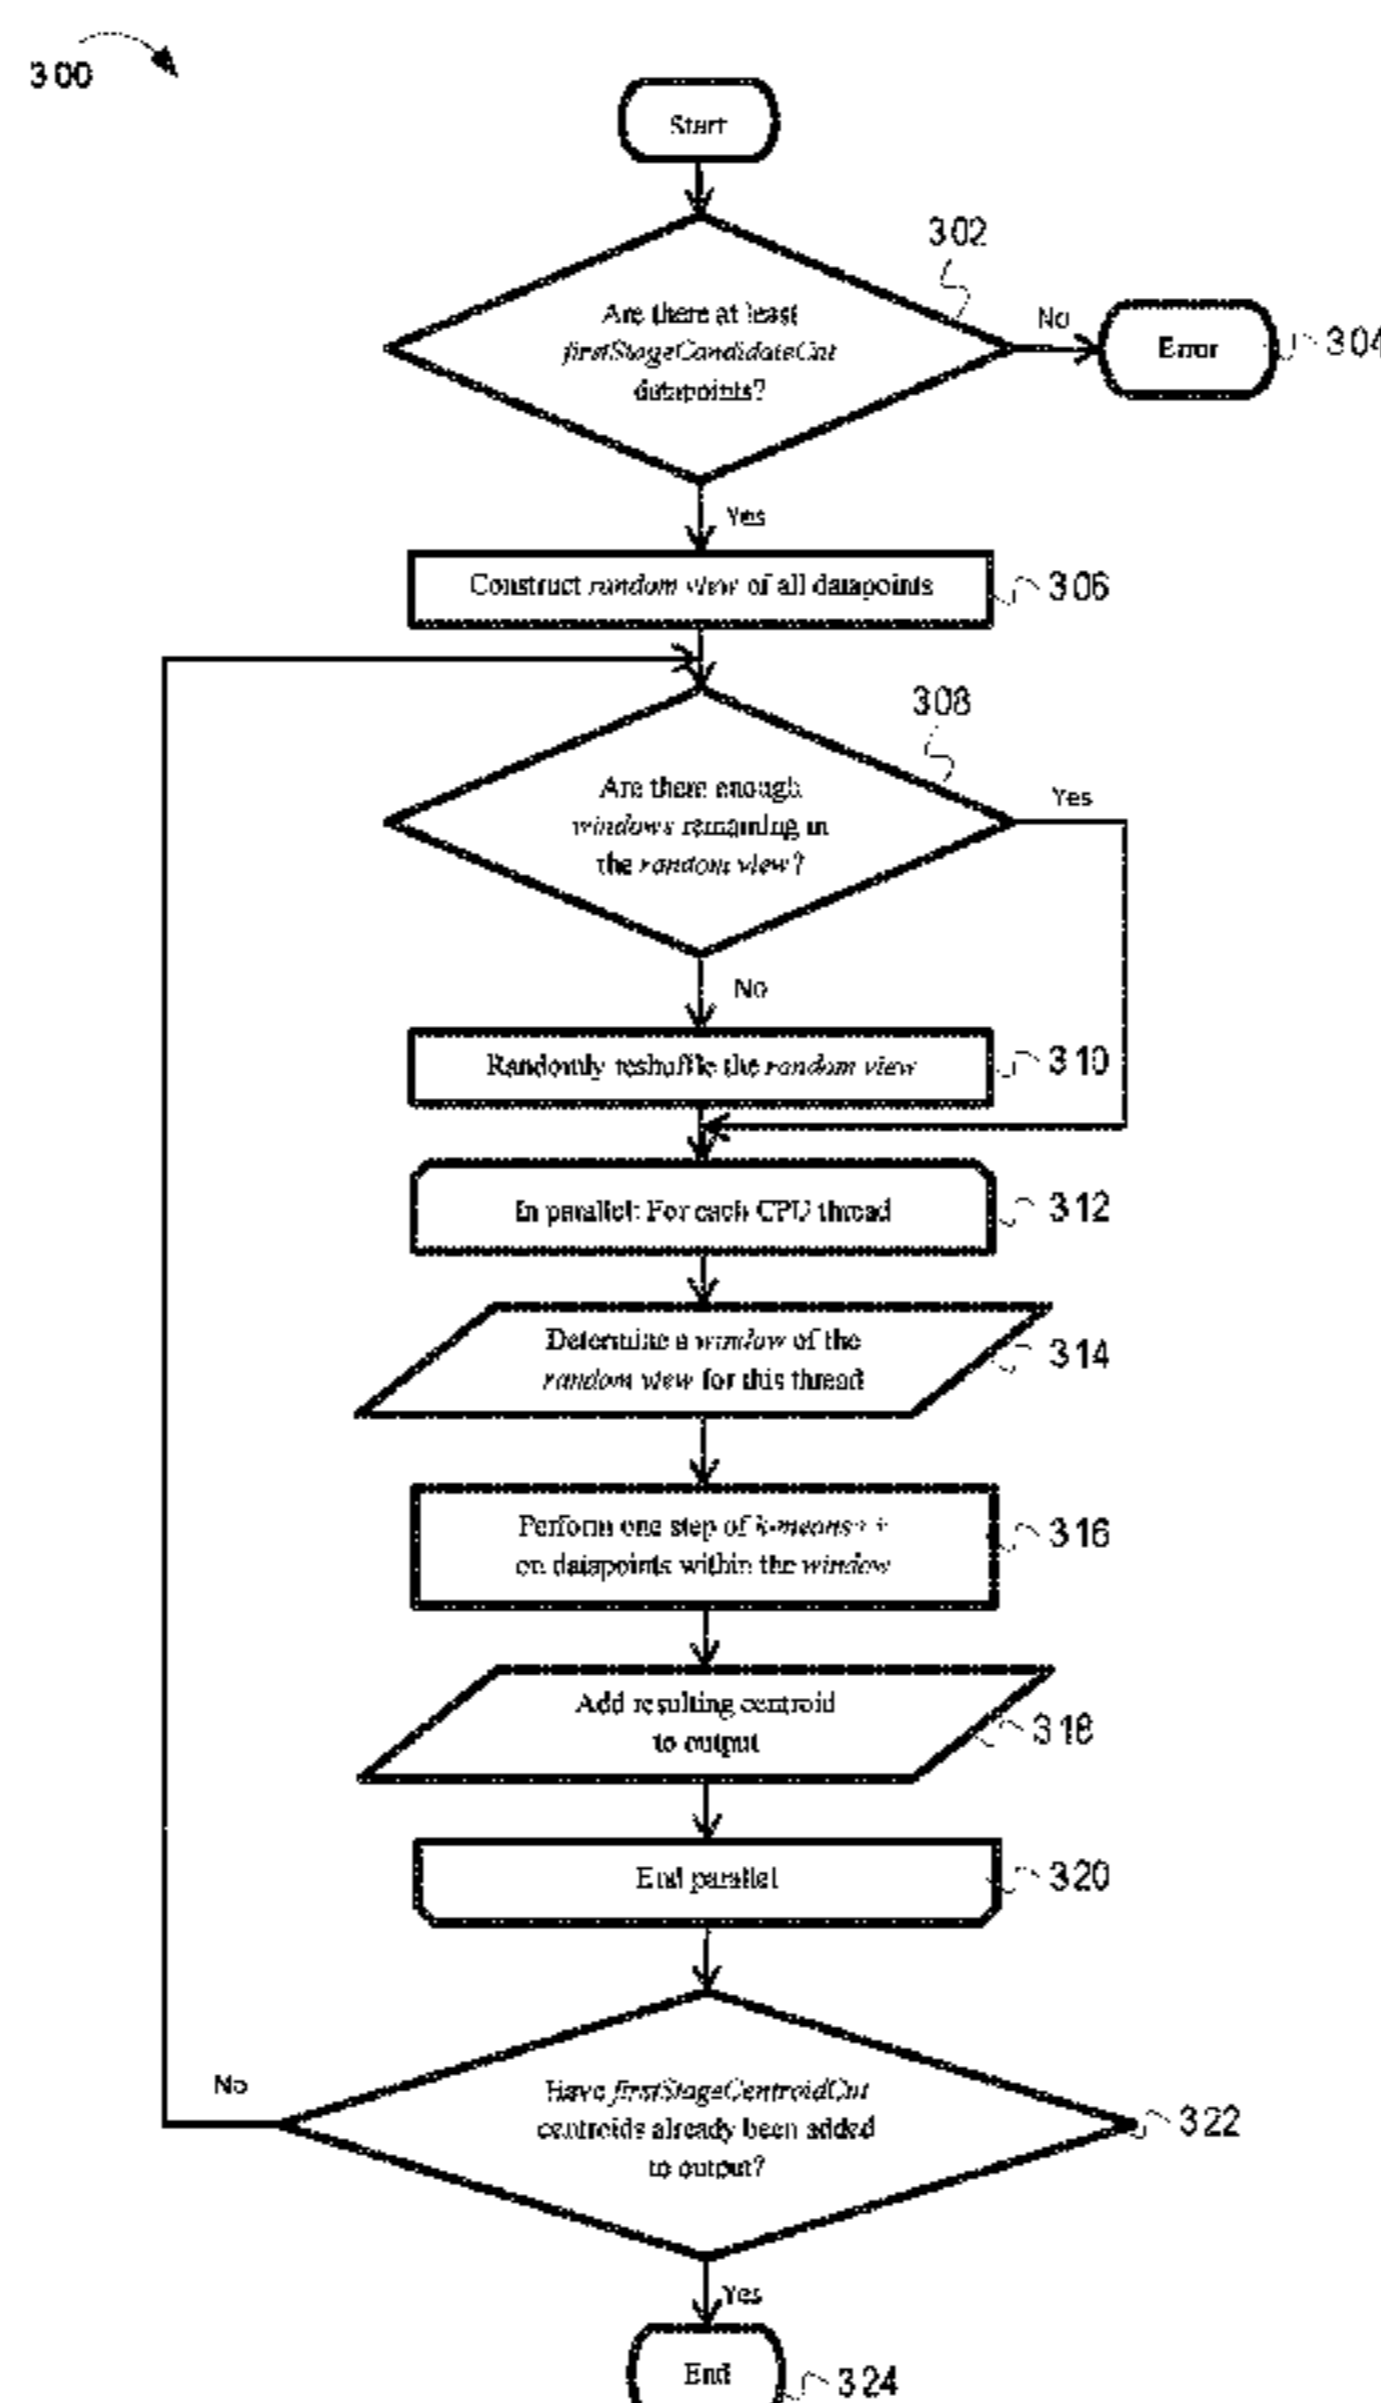 300
Start
302
Are there at least
firstStageCandidateCnt
datapoints?
No
Error
304
Yes
Construct random view of all datapoints
306
308
Are there enough
windows remaining in
the random view?
Yes
No
Randomly reshuffle the random view
310
In parallel: For each CPU thread
312
Determine a window of the
random view for this thread
314
Perform one step of k-means++
on datapoints within the window
316
Add resulting centroid
to output
318
End parallel
320
Have firstStageCentroidCnt
centroids already been added
to output?
No
322
Yes
End
324